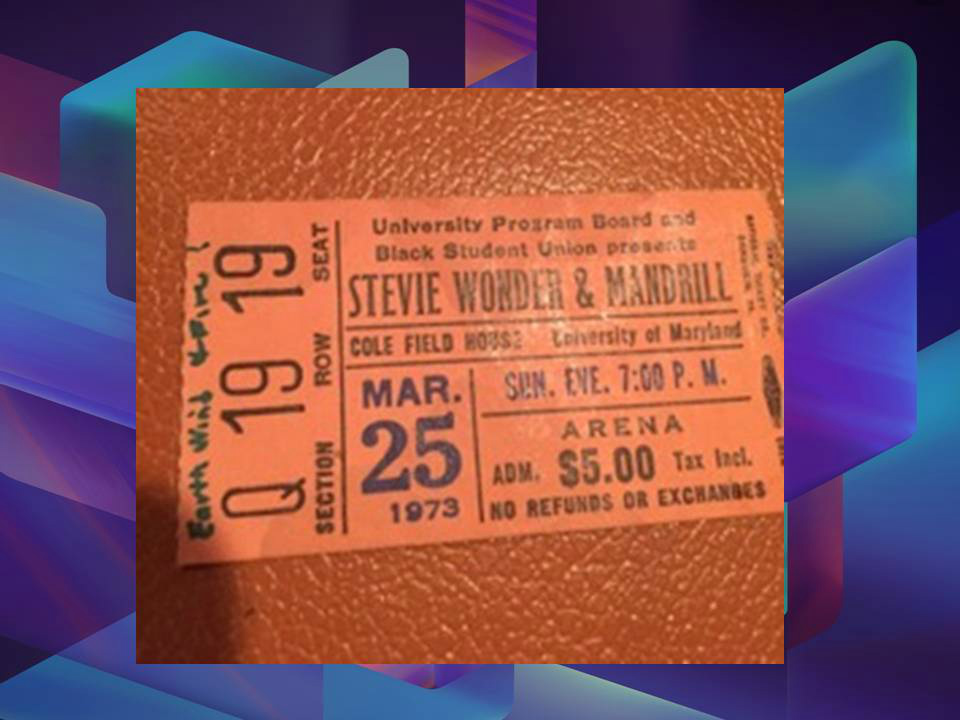 University Program Board and
Black Student Union presents
STEVIE WONDER & MANDRILL
COLE FIELD HOUSE University of Maryland
MAR.
25
1973
SUN. EVE. 7:00 P. M.
ARENA
ADM. $5.00 Tax Incl.
NO REFUNDS OR EXCHANGES
SECTION ROW SEAT
Q 19 19
Earth Wind &